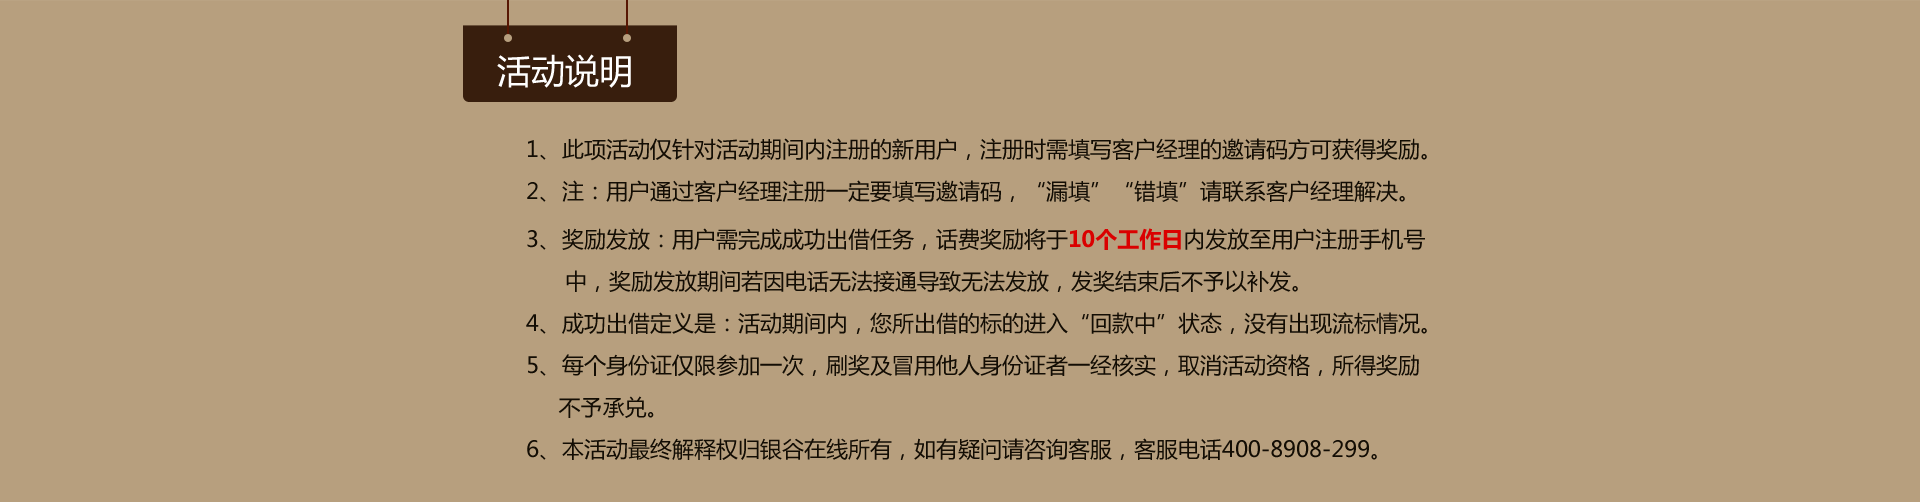 活动说明
1、此项活动仅针对活动期间内注册的新用户，注册时需填写客户经理的邀请码方可获得奖励。
2、注：用户通过客户经理注册一定要填写邀请码，“漏填”“错填”请联系客户经理解决。
3、奖励发放：用户需完成成功出借任务，话费奖励将于10个工作日内发放至用户注册手机号
中，奖励发放期间若因电话无法接通导致无法发放，发奖结束后不予以补发。
4、成功出借定义是：活动期间内，您所出借的标的进入“回款中”状态，没有出现流标情况。
5、每个身份证仅限参加一次，刷奖及冒用他人身份证者一经核实，取消活动资格，所得奖励
不予承兑。
6、本活动最终解释权归银谷在线所有，如有疑问请咨询客服，客服电话400-8908-299。